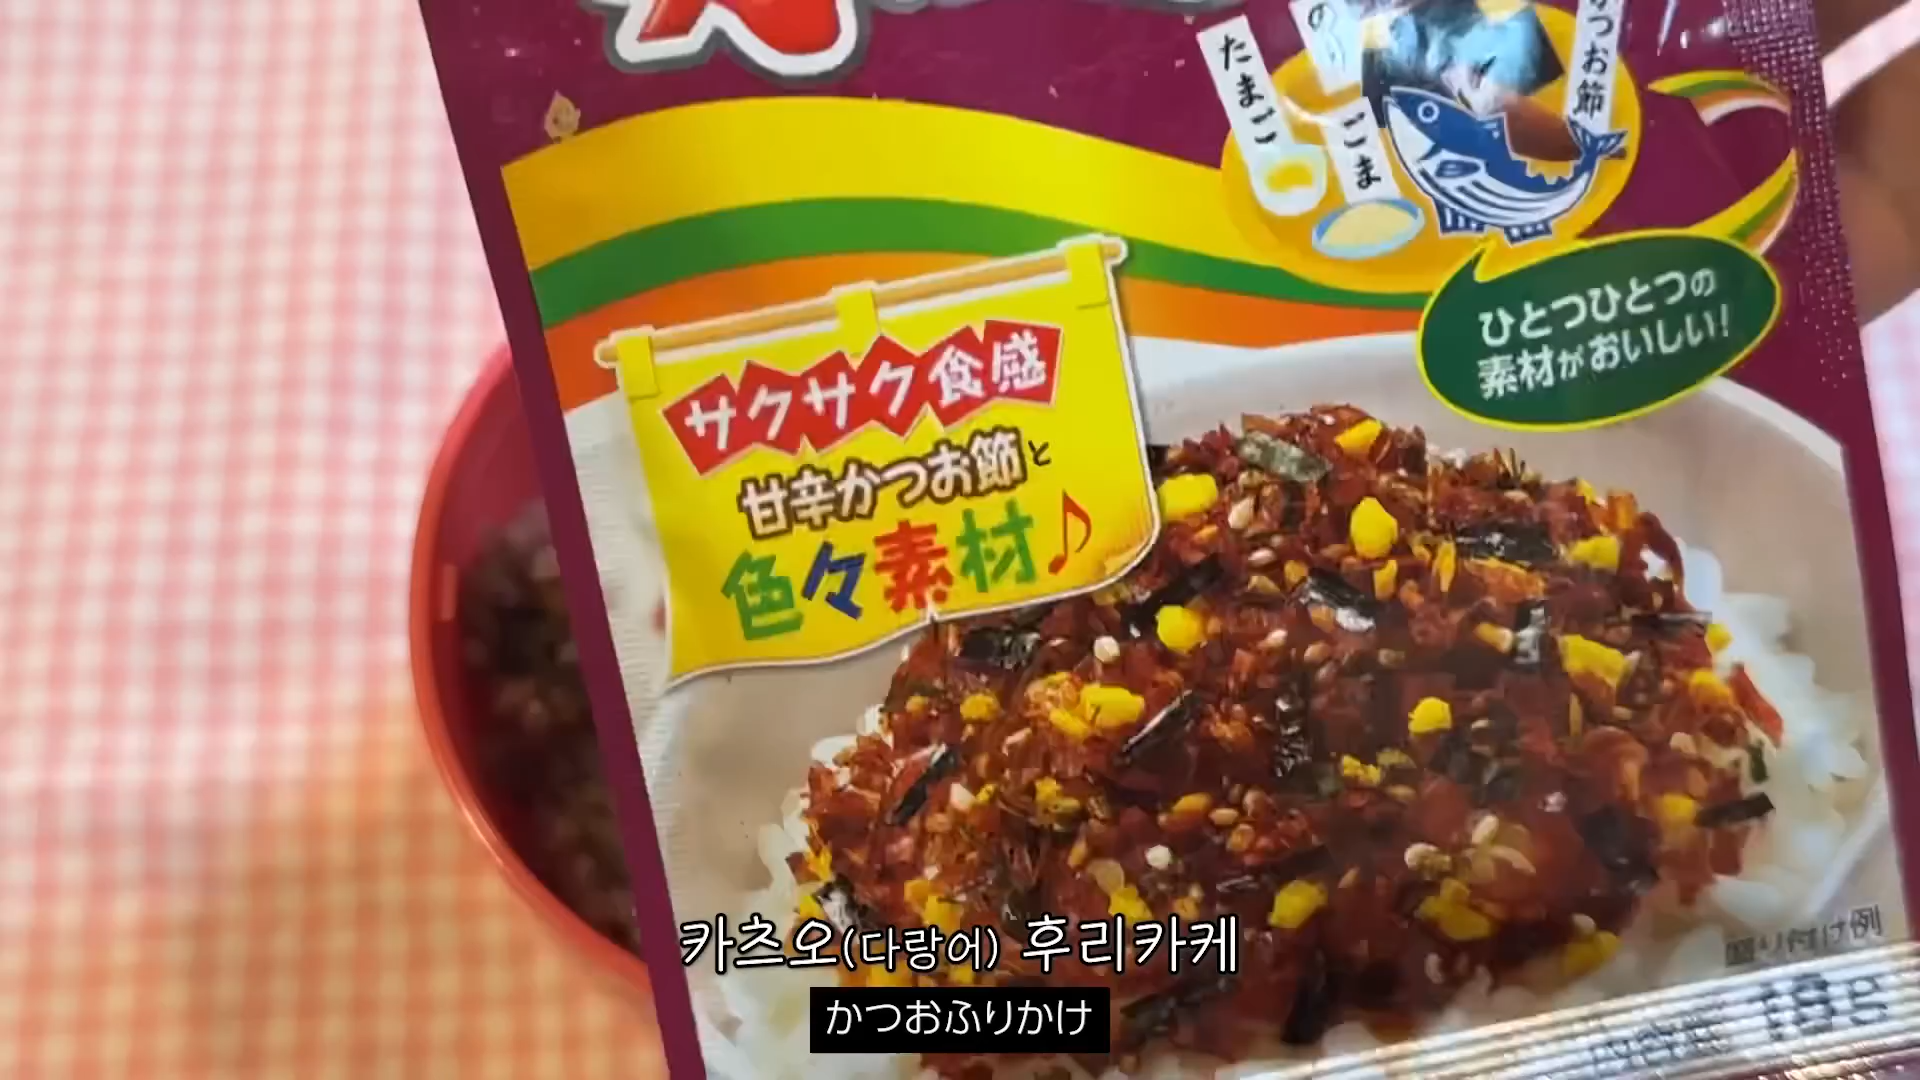 たまご
のり
ごま
かつお節
ひとつひとつの
素材がおいしい!
サクサク食感
甘辛かつお節と
色々素材♪
盛り付け例
内容量 18g
카츠오(다랑어) 후리카케
かつおふりかけ